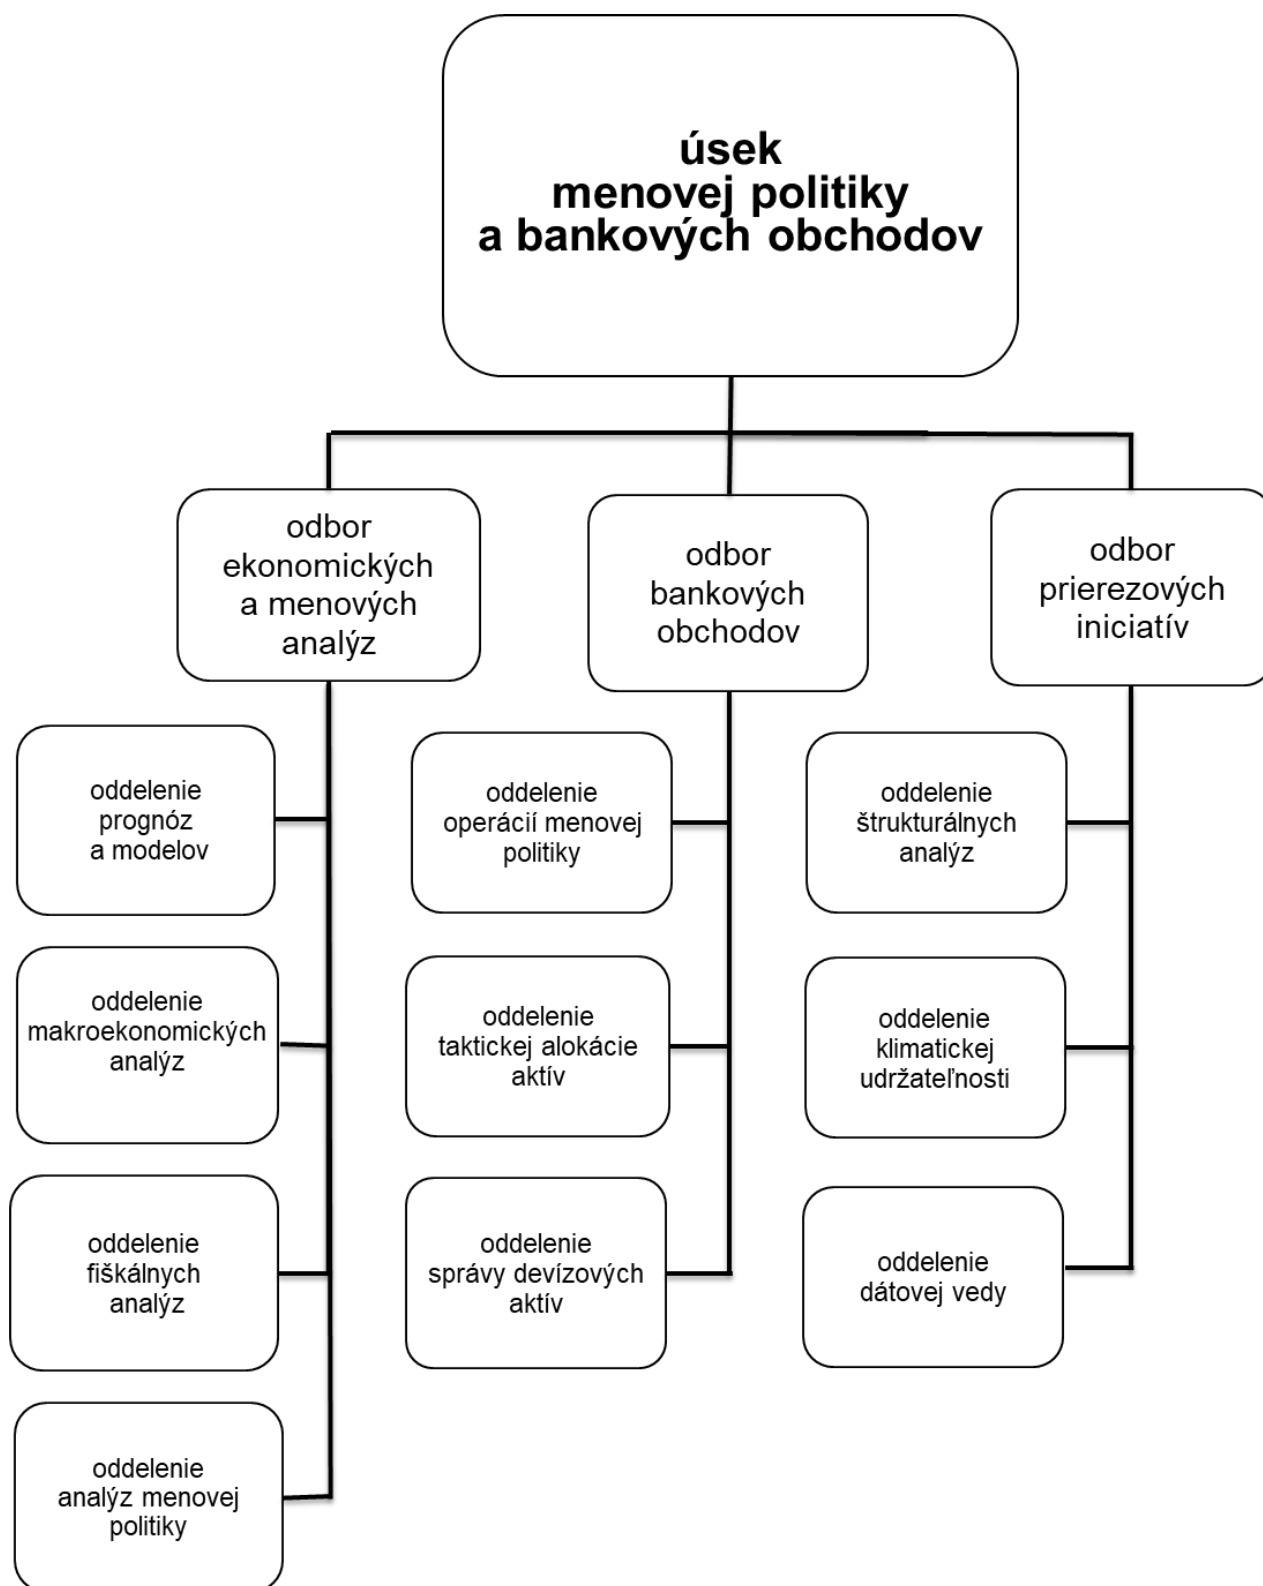 úsek
menovej politiky
a bankových obchodov
odbor
ekonomických
a menových
analýz
odbor
bankových
obchodov
odbor
prierezových
iniciatív
oddelenie
prognóz
a modelov
oddelenie
makroekonomických
analýz
oddelenie
fiškálnych
analýz
oddelenie
analýz menovej
politiky
oddelenie
operácií menovej
politiky
oddelenie
taktickej alokácie
aktív
oddelenie
správy devízových
aktív
oddelenie
štrukturálnych
analýz
oddelenie
klimatickej
udržateľnosti
oddelenie
dátovej vedy